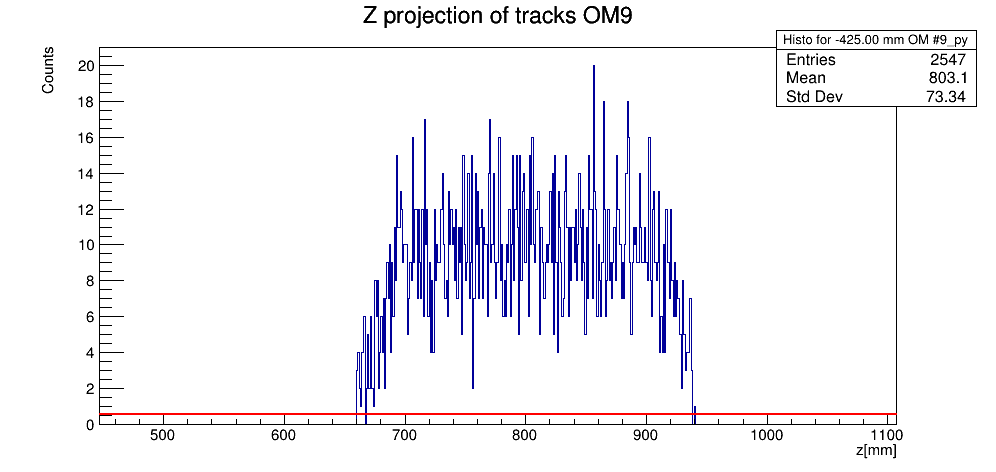 Z projection of tracks OM9
Histo for -425.00 mm OM #9_py
Entries 2547
Mean 803.1
Std Dev 73.34
Counts
20
18
16
14
12
10
8
6
4
2
0
500 600 700 800 900 1000 1100
z[mm]